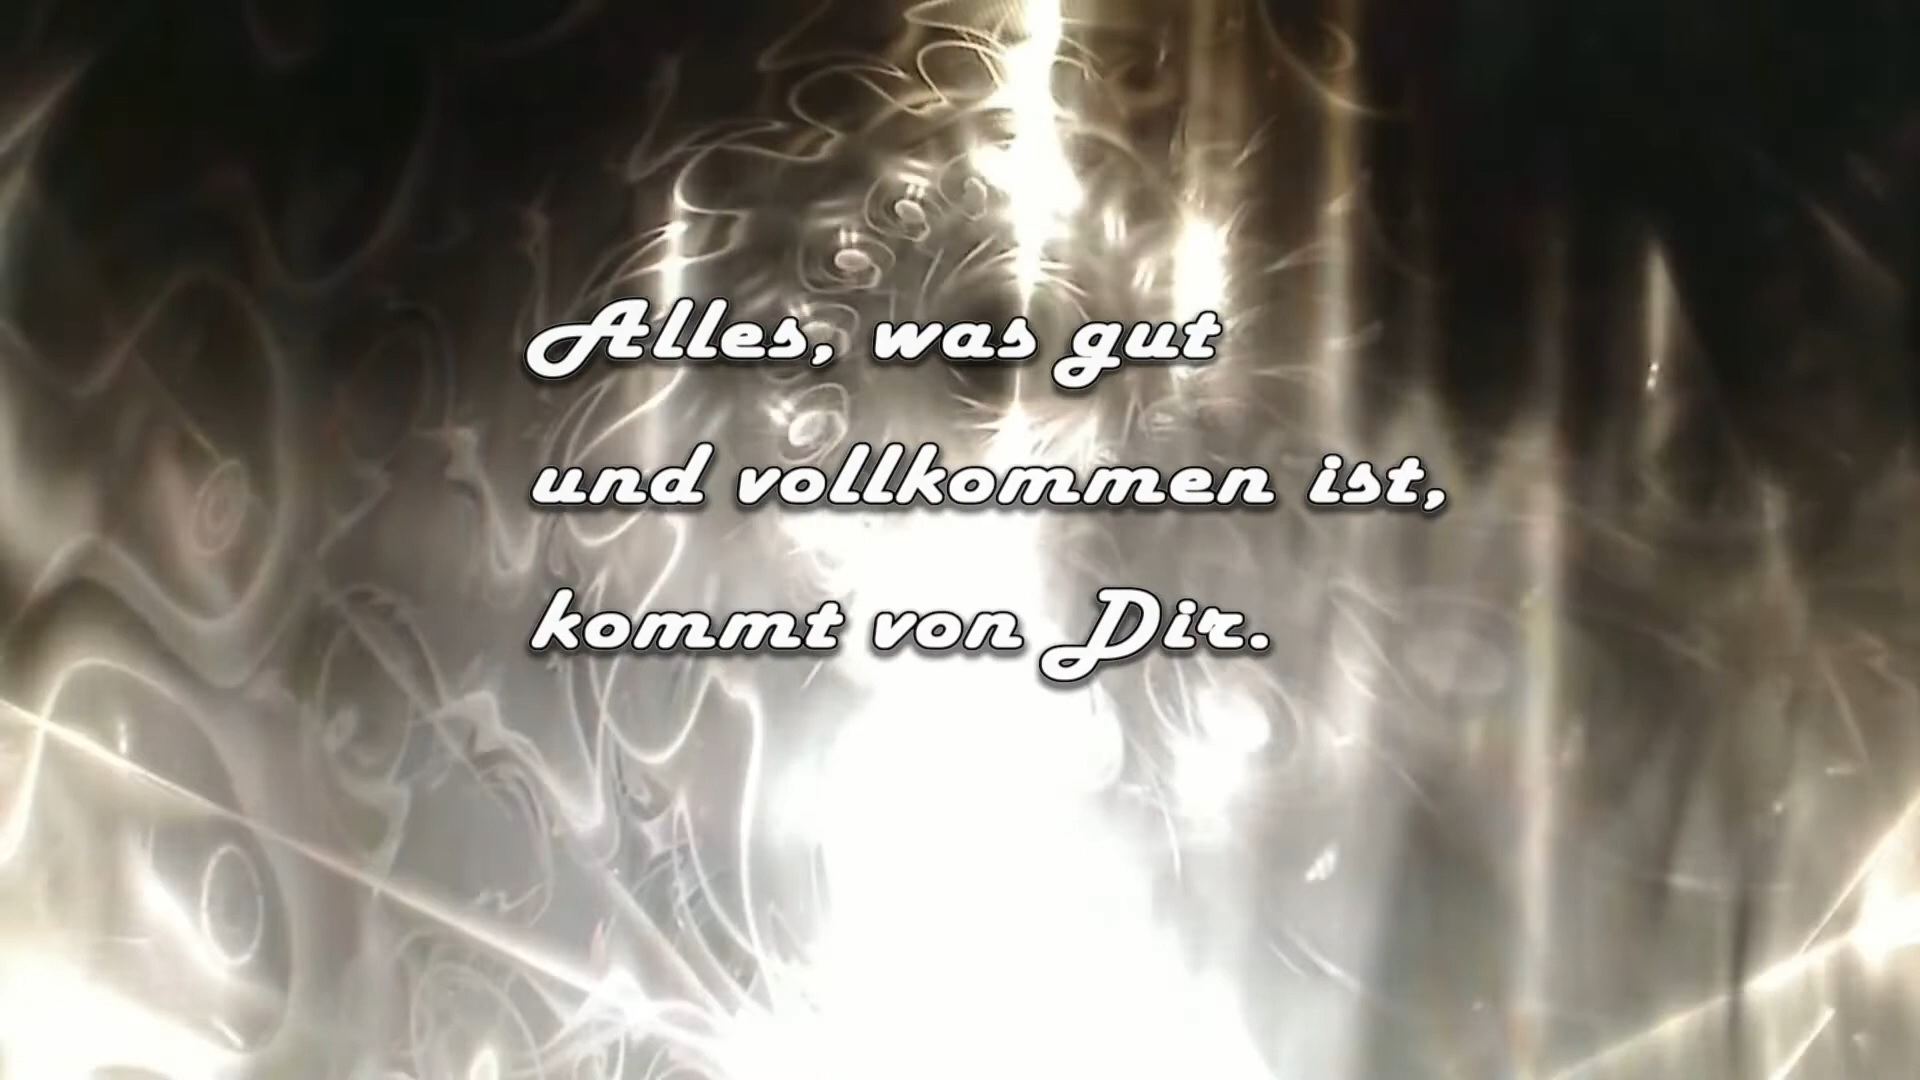 Alles, was gut
und vollkommen ist,
kommt von Dir.